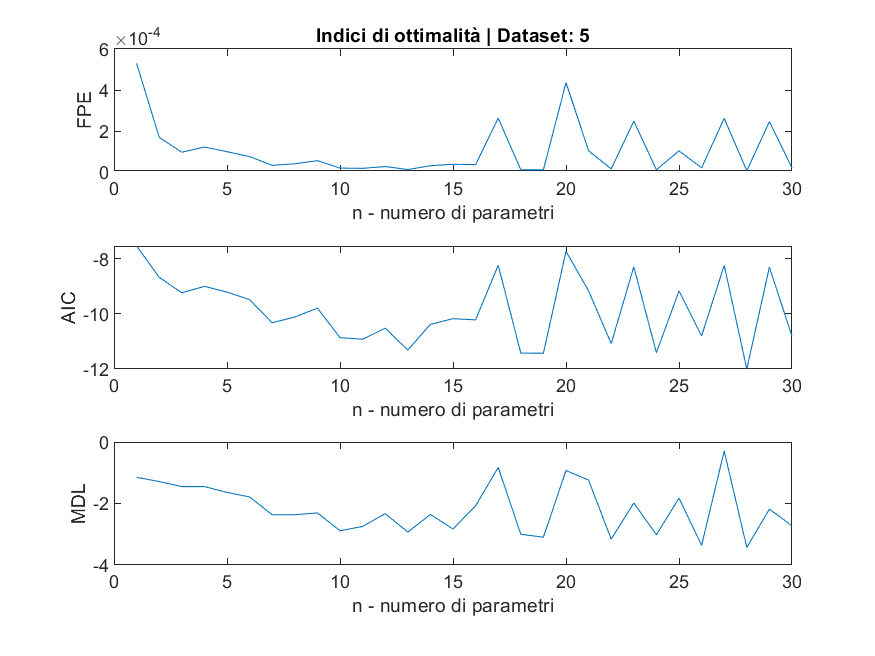 Indici di ottimalità | Dataset: 5
×10-4
6
4
2
0
FPE
0 5 10 15 20 25 30
n - numero di parametri
-8
-10
-12
AIC
0 5 10 15 20 25 30
n - numero di parametri
0
-2
-4
MDL
0 5 10 15 20 25 30
n - numero di parametri